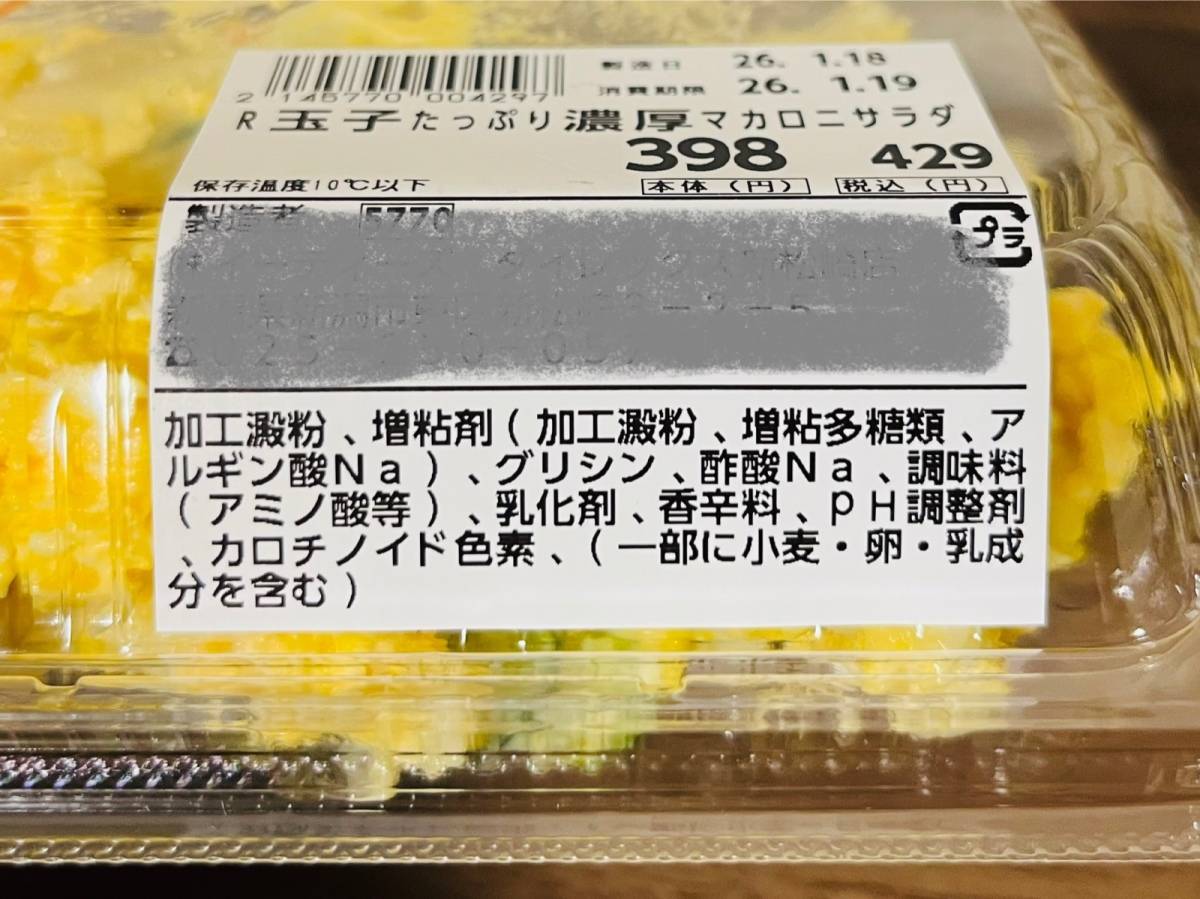 製造日 26. 1.18
2 145770 004297 消費期限 26. 1.19
R 玉子たっぷり濃厚マカロニサラダ
398 429
保存温度10℃以下 本体(円) 税込(円)
製造者 5770
プラ
加工澱粉、増粘剤(加工澱粉、増粘多糖類、ア
ルギン酸Na)、グリシン、酢酸Na、調味料
(アミノ酸等)、乳化剤、香辛料、pH調整剤
、カロチノイド色素、(一部に小麦・卵・乳成
分を含む)